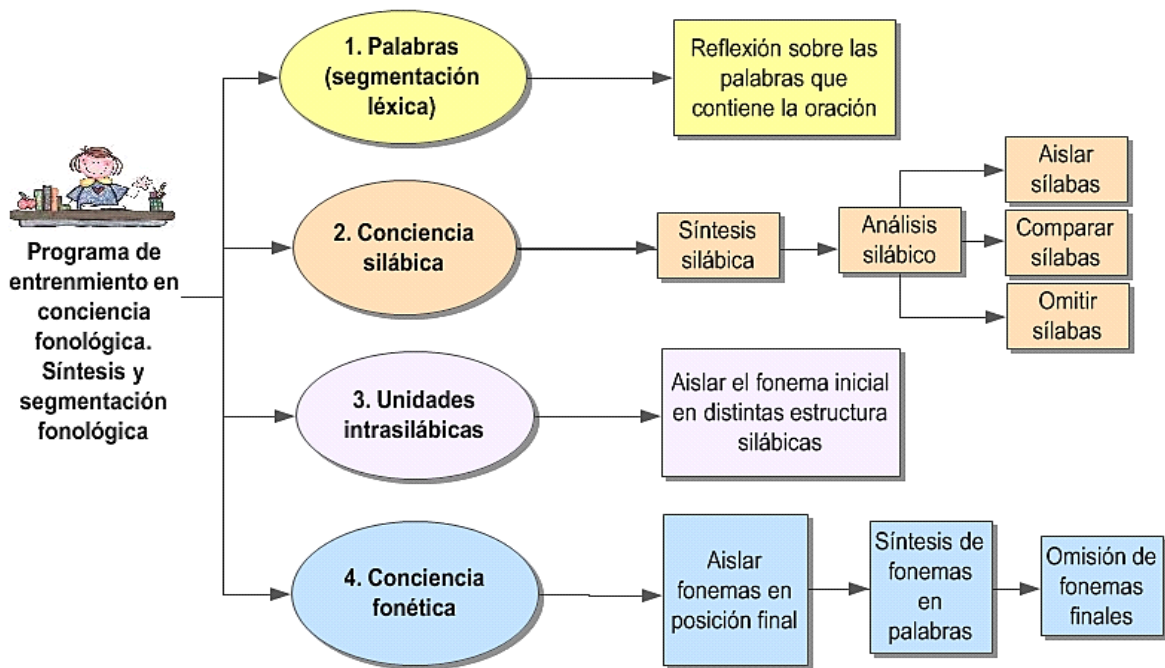 Programa de
entrenmiento en
conciencia
fonológica.
Síntesis y
segmentación
fonológica
1. Palabras
(segmentación
léxica)
Reflexión sobre las
palabras que
contiene la oración
2. Conciencia
silábica
Síntesis
silábica
Análisis
silábico
Aislar
sílabas
Comparar
sílabas
Omitir
sílabas
3. Unidades
intrasilábicas
Aislar el fonema inicial
en distintas estructura
silábicas
4. Conciencia
fonética
Aislar
fonemas en
posición final
Síntesis de
fonemas
en
palabras
Omisión de
fonemas
finales